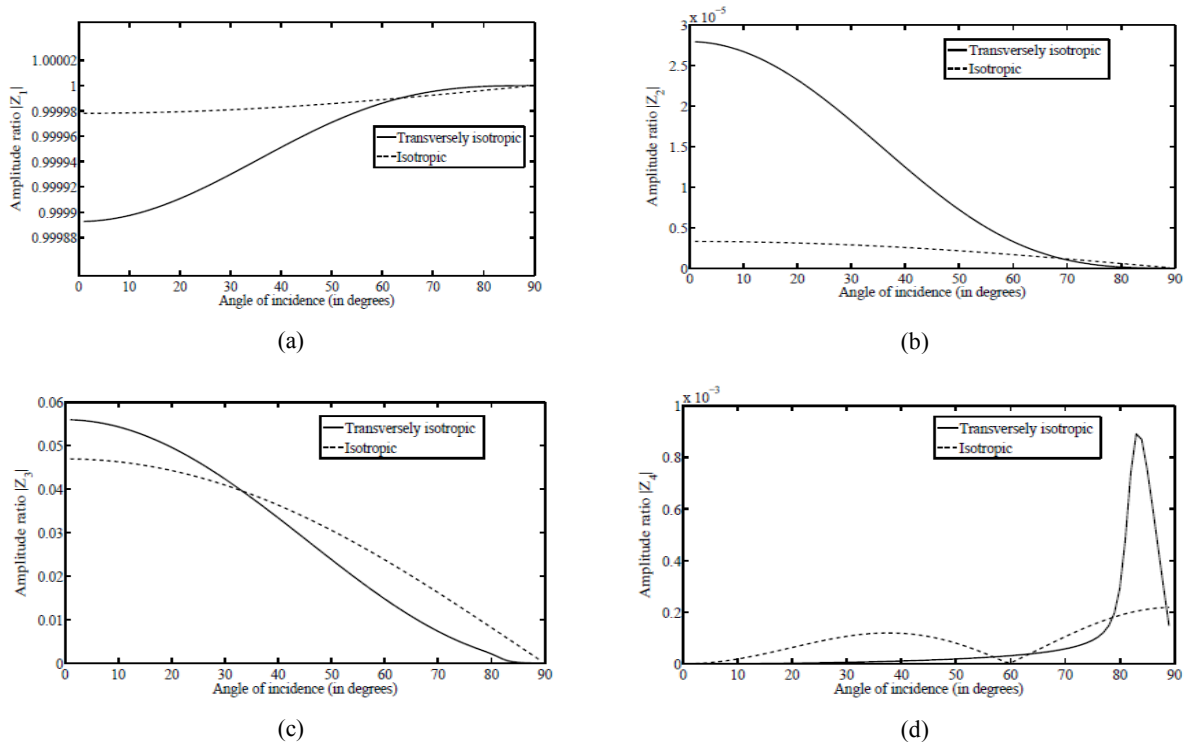 1.00002
1
0.99998
0.99996
0.99994
0.99992
0.9999
0.99988
Amplitude ratio |Z1|
Transversely isotropic
Isotropic
0 10 20 30 40 50 60 70 80 90
Angle of incidence (in degrees)
(a)
3 x 10−5
2.5
2
1.5
1
0.5
0
Amplitude ratio |Z2|
Transversely isotropic
Isotropic
0 10 20 30 40 50 60 70 80 90
Angle of incidence (in degrees)
(b)
0.06
0.05
0.04
0.03
0.02
0.01
0
Amplitude ratio |Z3|
Transversely isotropic
Isotropic
0 10 20 30 40 50 60 70 80 90
Angle of incidence (in degrees)
(c)
1 x 10−3
0.8
0.6
0.4
0.2
0
Amplitude ratio |Z4|
Transversely isotropic
Isotropic
0 10 20 30 40 50 60 70 80 90
Angle of incidence (in degrees)
(d)